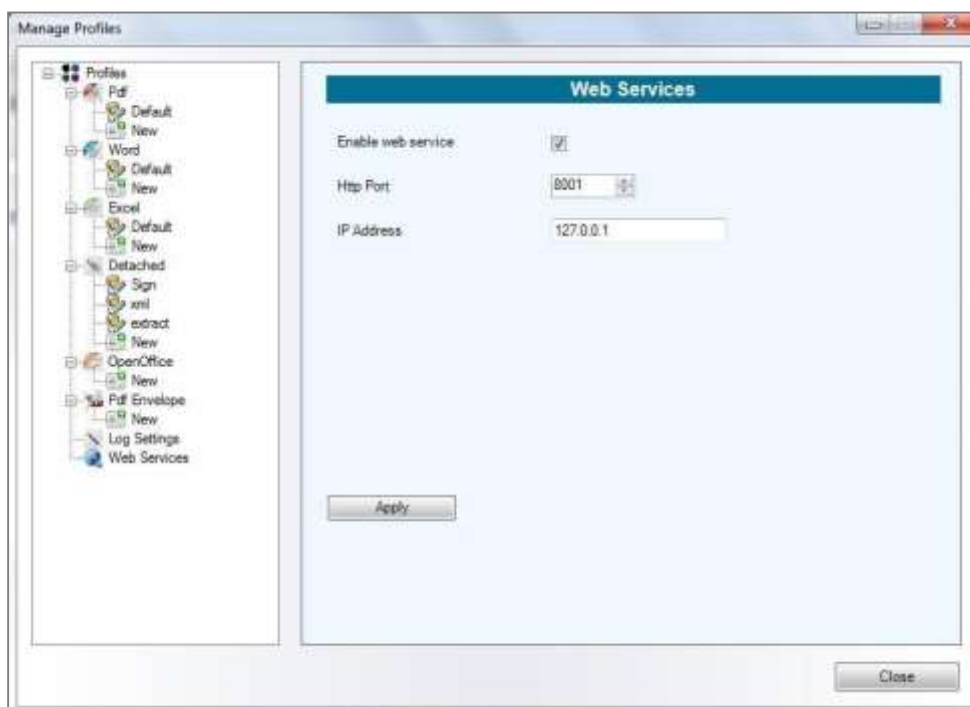 Manage Profiles
Profiles
Pdf
Default
New
Word
Default
New
Excel
Default
New
Detached
Sign
xml
extract
New
OpenOffice
New
Pdf Envelope
New
Log Settings
Web Services
Web Services
Enable web service
Http Port 8001
IP Address 127.0.0.1
Apply
Close